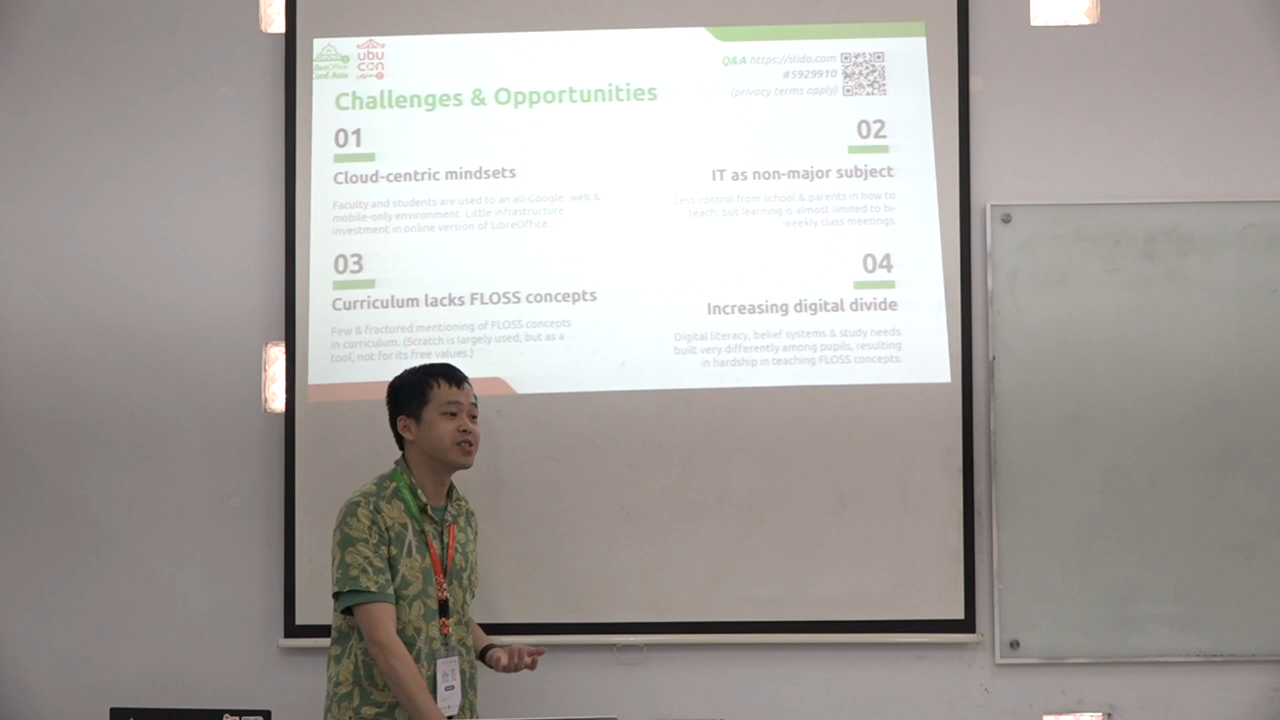 LibreOffice
Conf.Asia
ubu
con
Q&A https://slido.com
#5929910
(privacy terms apply)
Challenges & Opportunities
01
Cloud-centric mindsets
Faculty and students are used to an all-Google, web &
mobile-only environment. Little infrastructure
investment in online version of LibreOffice.
02
IT as non-major subject
Less control from school & parents in how to
teach, but learning is almost limited to bi-
weekly class meetings.
03
Curriculum lacks FLOSS concepts
Few & fractured mentioning of FLOSS concepts
in curriculum. (Scratch is largely used, but as a
tool, not for its free values.)
04
Increasing digital divide
Digital literacy, belief systems & study needs
built very differently among pupils, resulting
in hardship in teaching FLOSS concepts.